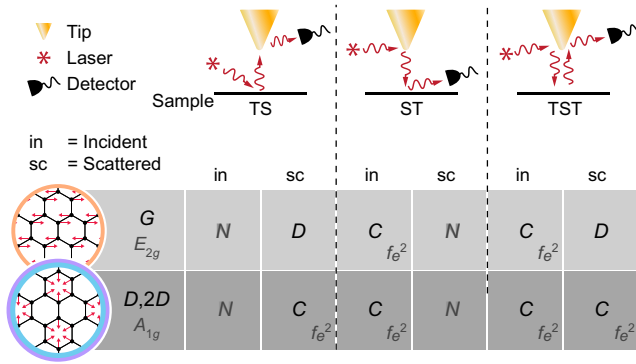 Tip
Laser
Detector
Sample
TS
ST
TST
in = Incident
sc = Scattered
in sc in sc in sc
G
E2g
N D C fe2 N C fe2 D
D,2D
A1g
N C fe2 C fe2 N C fe2 C fe2